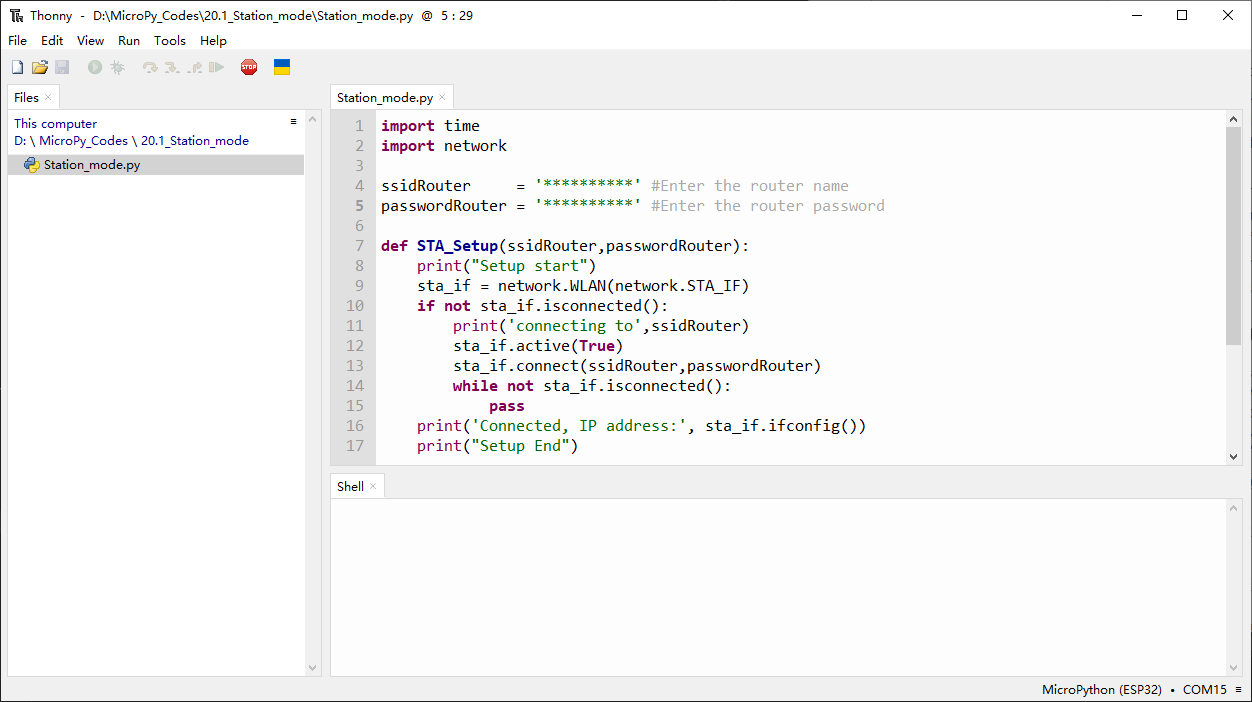 Thonny - D:\MicroPy_Codes\20.1_Station_mode\Station_mode.py @ 5 : 29
File Edit View Run Tools Help
STOP
Files ×
This computer ≡
D: \ MicroPy_Codes \ 20.1_Station_mode
Station_mode.py
Station_mode.py ×
1 import time
2 import network
3
4 ssidRouter     = '**********' #Enter the router name
5 passwordRouter = '**********' #Enter the router password
6
7 def STA_Setup(ssidRouter,passwordRouter):
8     print("Setup start")
9     sta_if = network.WLAN(network.STA_IF)
10     if not sta_if.isconnected():
11         print('connecting to',ssidRouter)
12         sta_if.active(True)
13         sta_if.connect(ssidRouter,passwordRouter)
14         while not sta_if.isconnected():
15             pass
16     print('Connected, IP address:', sta_if.ifconfig())
17     print("Setup End")
Shell ×
MicroPython (ESP32) • COM15 ≡